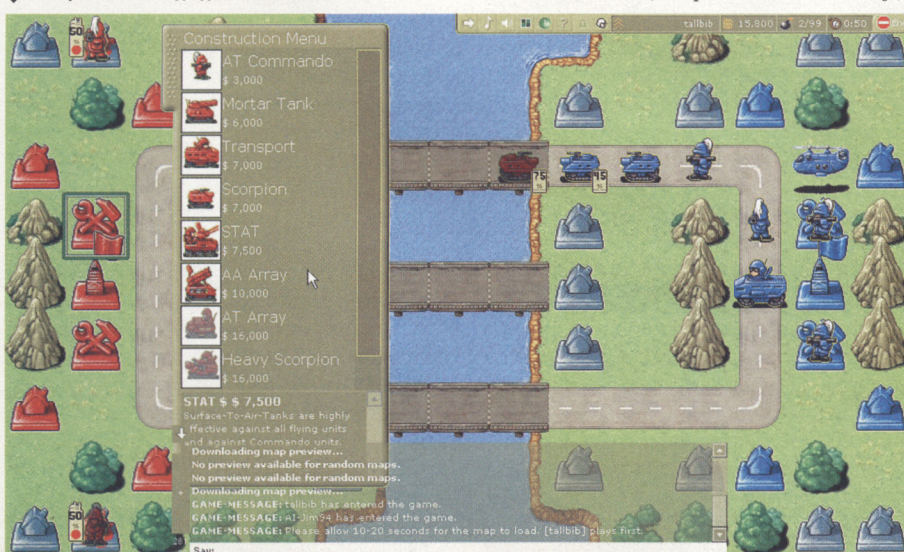 tallbib 15,800 2/99 0:50
50 %
Construction Menu
AT Commando
$ 3,000
Mortar Tank
$ 6,000
Transport
$ 7,000
Scorpion
$ 7,000
STAT
$ 7,500
AA Array
$ 10,000
AT Array
$ 16,000
Heavy Scorpion
$ 16,000
75 %
45 %
STAT $ $ 7,500
Surface-To-Air-Tanks are highly
ffective against all flying units
and against Commando units.
Downloading map preview...
No preview available for random maps.
No preview available for random maps.
Downloading map preview...
GAME-MESSAGE: tallbib has entered the game.
GAME-MESSAGE: AI-Jim94 has entered the game.
GAME-MESSAGE: Please allow 10-20 seconds for the map to load. [tallbib] plays first.
50 %
Say: